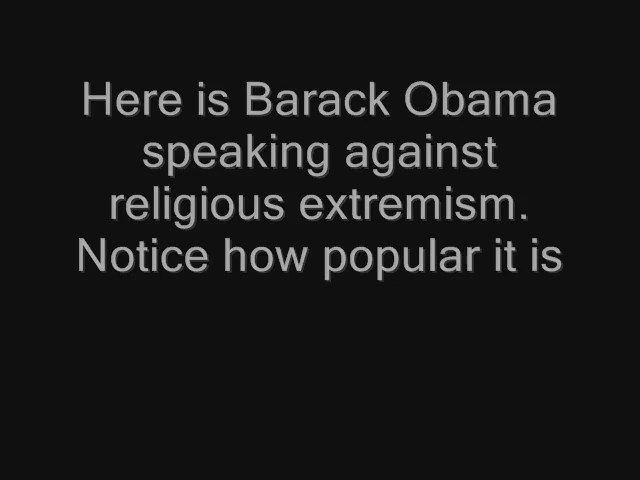 Here is Barack Obama
speaking against
religious extremism.
Notice how popular it is